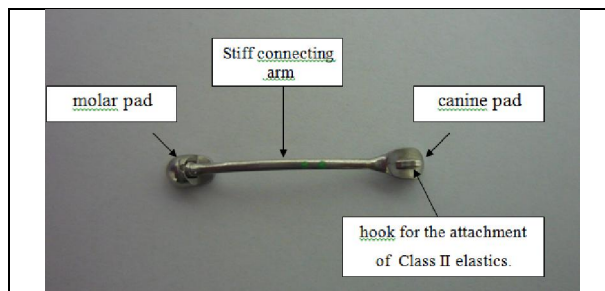 Stiff connecting
arm
molar pad
canine pad
hook for the attachment
of Class II elastics.